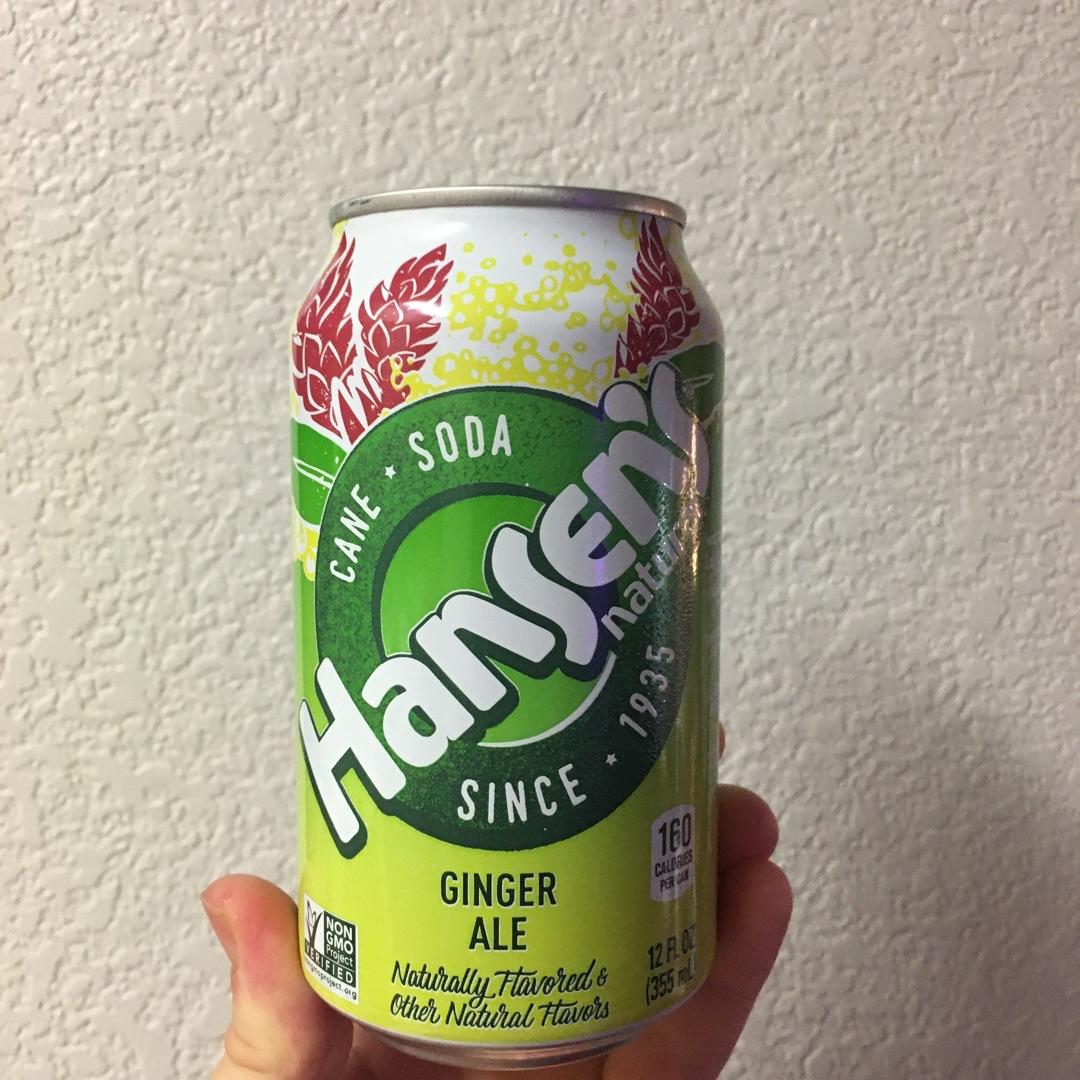 CANE ★ SODA
Hansen's
natural
SINCE ★ 1935
160
CALORIES
PER CAN
GINGER
ALE
NON
GMO
Project
VERIFIED
Naturally Flavored &
Other Natural Flavors
12 FL OZ
(355 mL)